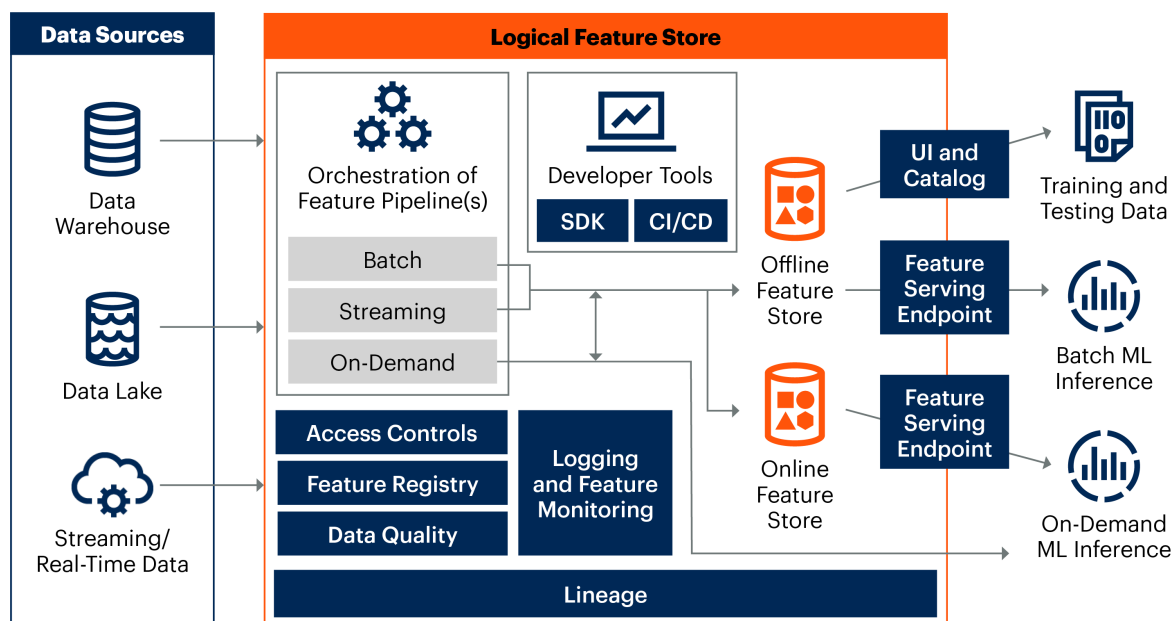 Data Sources
Data
Warehouse
Data Lake
Streaming/
Real-Time Data
Logical Feature Store
Orchestration of
Feature Pipeline(s)
Batch
Streaming
On-Demand
Developer Tools
SDK
CI/CD
Access Controls
Feature Registry
Data Quality
Logging
and Feature
Monitoring
Lineage
Offline
Feature
Store
Online
Feature
Store
UI and
Catalog
Feature
Serving
Endpoint
Feature
Serving
Endpoint
Training and
Testing Data
Batch ML
Inference
On-Demand
ML Inference